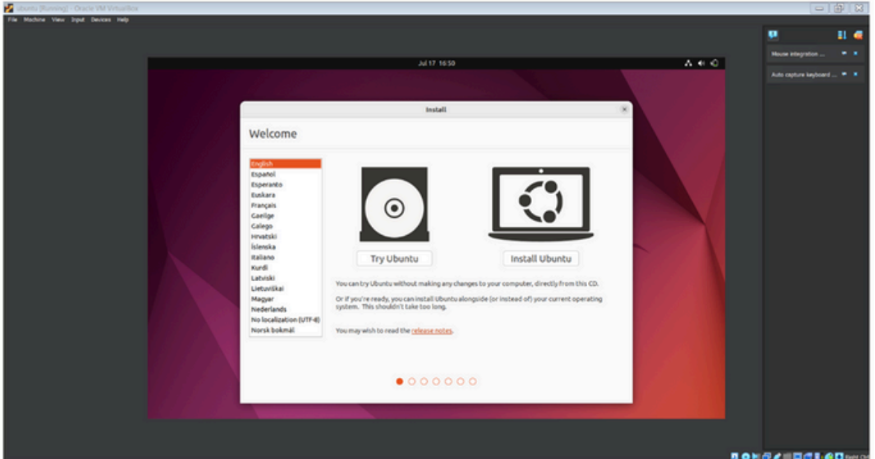 ubuntu [Running] - Oracle VM VirtualBox
File Machine View Input Devices Help
Jul 17 16:50
Mouse integration ...
Auto capture keyboard ...
Install
Welcome
English
Español
Esperanto
Euskara
Français
Gaeilge
Galego
Hrvatski
Íslenska
Italiano
Kurdî
Latviski
Lietuviškai
Magyar
Nederlands
No localization (UTF-8)
Norsk bokmål
Try Ubuntu
Install Ubuntu
You can try Ubuntu without making any changes to your computer, directly from this CD.
Or if you're ready, you can install Ubuntu alongside (or instead of) your current operating
system. This shouldn't take too long.
You may wish to read the release notes.
Right Ctrl